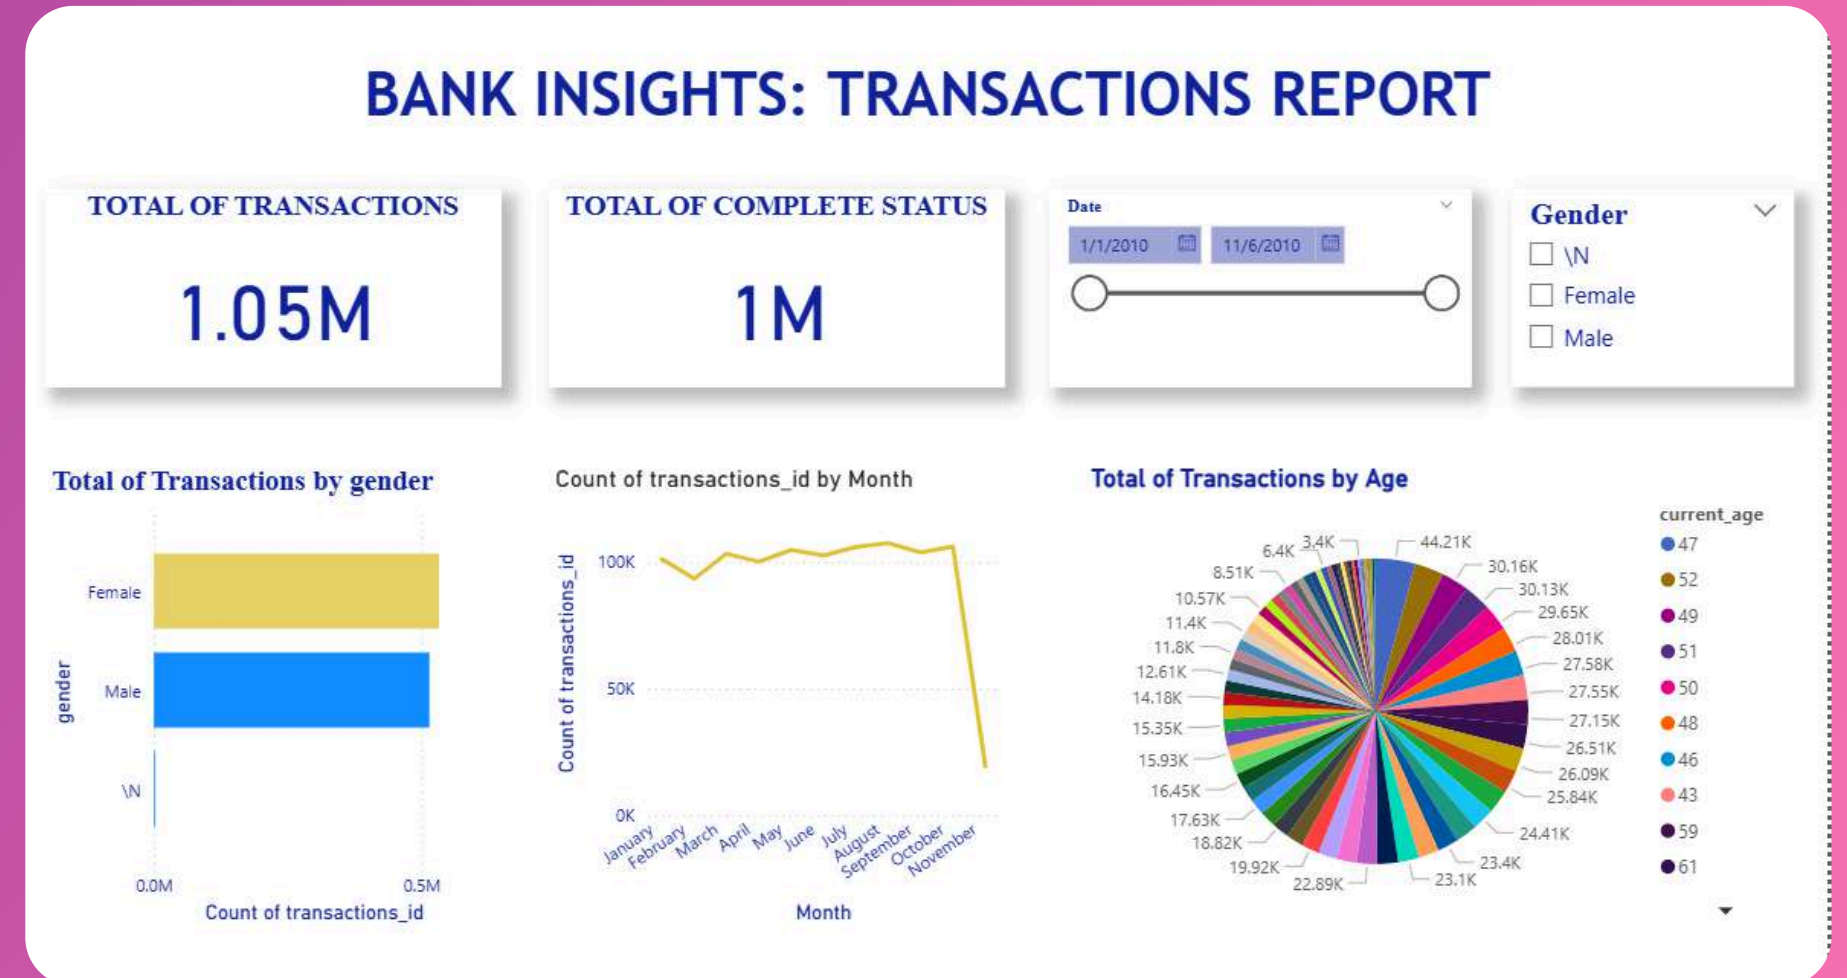 BANK INSIGHTS: TRANSACTIONS REPORT
TOTAL OF TRANSACTIONS
1.05M
TOTAL OF COMPLETE STATUS
1M
Date
1/1/2010
11/6/2010
Gender
\N
Female
Male
Total of Transactions by gender
gender
Female
Male
\N
0.0M
0.5M
Count of transactions_id
Count of transactions_id by Month
Count of transactions_id
100K
50K
0K
January
February
March
April
May
June
July
August
September
October
November
Month
Total of Transactions by Age
44.21K
30.16K
30.13K
29.65K
28.01K
27.58K
27.55K
27.15K
26.51K
26.09K
25.84K
24.41K
23.4K
23.1K
22.89K
19.92K
18.82K
17.63K
16.45K
15.93K
15.35K
14.18K
12.61K
11.8K
11.4K
10.57K
8.51K
6.4K
3.4K
current_age
47
52
49
51
50
48
46
43
59
61